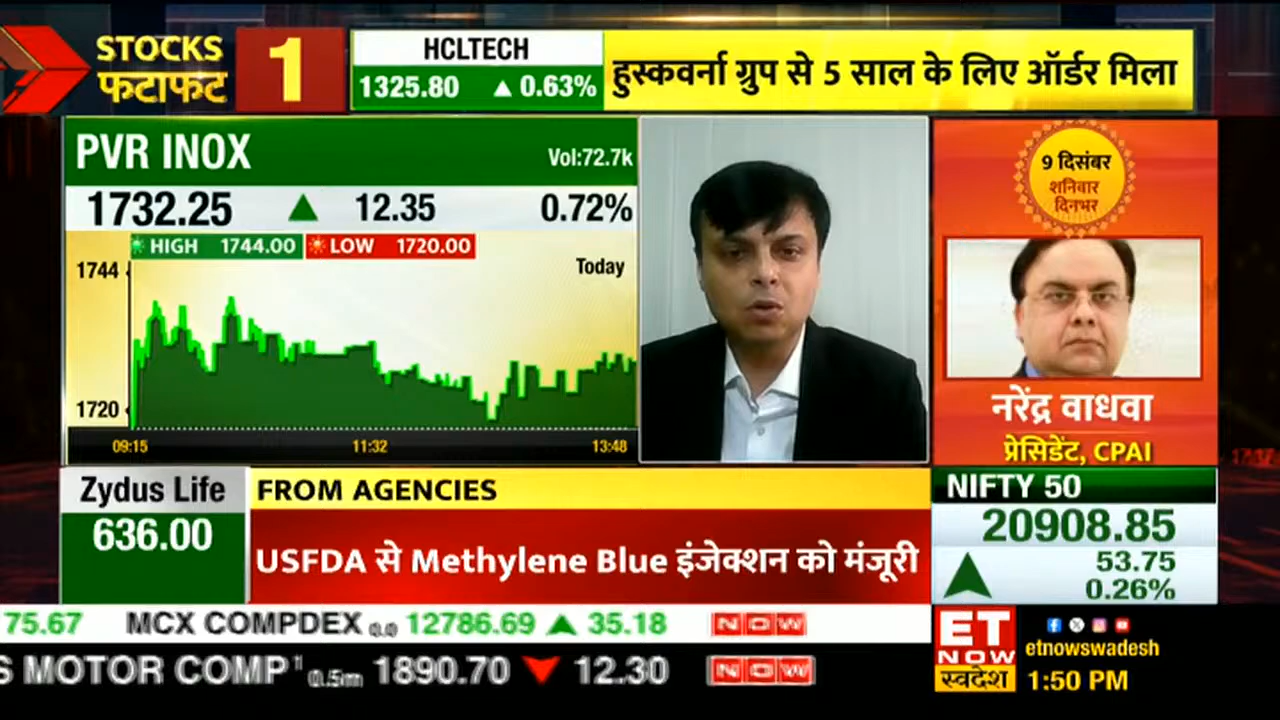 STOCKS
फटाफट
1
HCLTECH
1325.80 ▲ 0.63%
हुस्कवर्ना ग्रुप से 5 साल के लिए ऑर्डर मिला
PVR INOX
Vol:72.7k
1732.25 ▲ 12.35 0.72%
HIGH 1744.00 LOW 1720.00
Today
1744
1720
09:15 11:32 13:48
9 दिसंबर
शनिवार
दिनभर
नरेंद्र वाधवा
प्रेसिडेंट, CPAI
Zydus Life
636.00
FROM AGENCIES
USFDA से Methylene Blue इंजेक्शन को मंजूरी
NIFTY 50
20908.85
▲ 53.75
0.26%
75.67 MCX COMPDEX 0.0 12786.69 ▲ 35.18 NOW
S MOTOR COMP 0.5m 1890.70 ▼ 12.30 NOW
ET
NOW
स्वदेश
etnowswadesh
1:50 PM